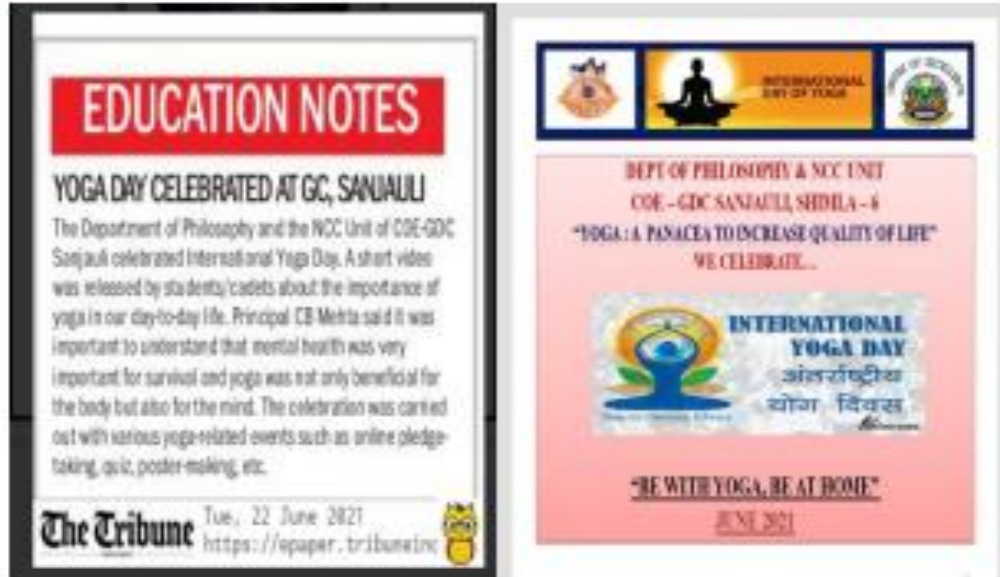 EDUCATION NOTES
YOGA DAY CELEBRATED AT GC, SANJAULI
The Department of Philosophy and the NCC Unit of COE-GDC
Sanjauli celebrated International Yoga Day. A short video
was released by students/cadets about the importance of
yoga in our day-to-day life. Principal CB Mehta said it was
important to understand that mental health was very
important for survival and yoga was not only beneficial for
the body but also for the mind. The celebration was carried
out with various yoga-related events such as online pledge-
taking, quiz, poster-making, etc.
The Tribune
Tue, 22 June 2021
https://epaper.tribuneinc
INTERNATIONAL
DAY OF YOGA
DEPT OF PHILOSOPHY & NCC UNIT
COE – GDC SANJAULI, SHIMLA – 6
“YOGA : A PANACEA TO INCREASE QUALITY OF LIFE”
WE CELEBRATE...
INTERNATIONAL
YOGA DAY
अंतर्राष्ट्रीय
योग दिवस
“BE WITH YOGA, BE AT HOME”
JUNE 2021